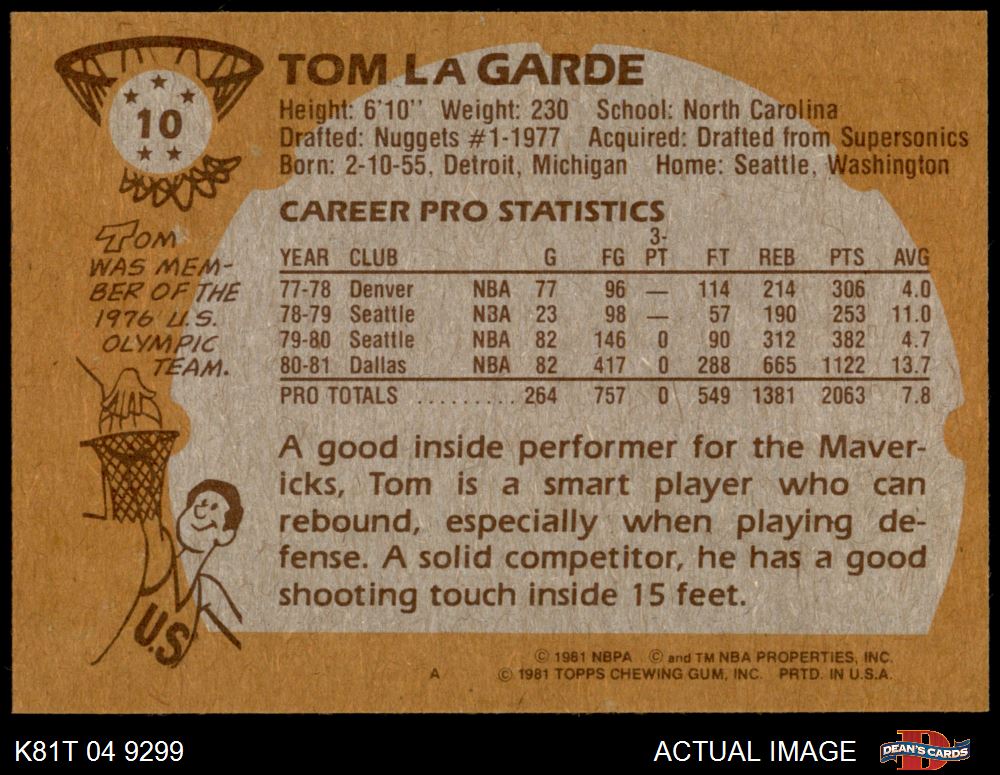 10
TOM LA GARDE
Height: 6'10'' Weight: 230 School: North Carolina
Drafted: Nuggets #1-1977 Acquired: Drafted from Supersonics
Born: 2-10-55, Detroit, Michigan Home: Seattle, Washington
TOM
WAS MEM-
BER OF THE
1976 U.S.
OLYMPIC
TEAM.
U.S.
CAREER PRO STATISTICS
YEAR CLUB G FG 3-PT FT REB PTS AVG
77-78 Denver NBA 77 96 — 114 214 306 4.0
78-79 Seattle NBA 23 98 — 57 190 253 11.0
79-80 Seattle NBA 82 146 0 90 312 382 4.7
80-81 Dallas NBA 82 417 0 288 665 1122 13.7
PRO TOTALS ......... 264 757 0 549 1381 2063 7.8
A good inside performer for the Maver-
icks, Tom is a smart player who can
rebound, especially when playing de-
fense. A solid competitor, he has a good
shooting touch inside 15 feet.
© 1981 NBPA © and TM NBA PROPERTIES, INC.
A © 1981 TOPPS CHEWING GUM, INC. PRTD. IN U.S.A.
K81T 04 9299 ACTUAL IMAGE D DEAN'S CARDS